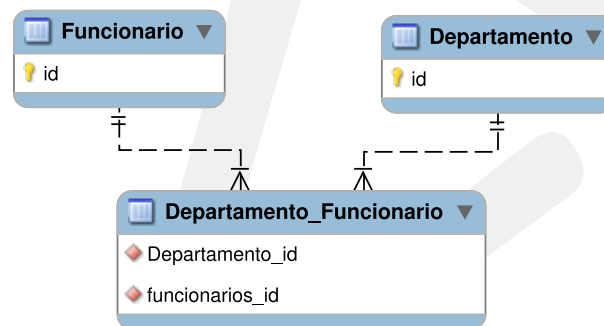 Funcionario
id
Departamento
id
Departamento_Funcionario
Departamento_id
funcionarios_id